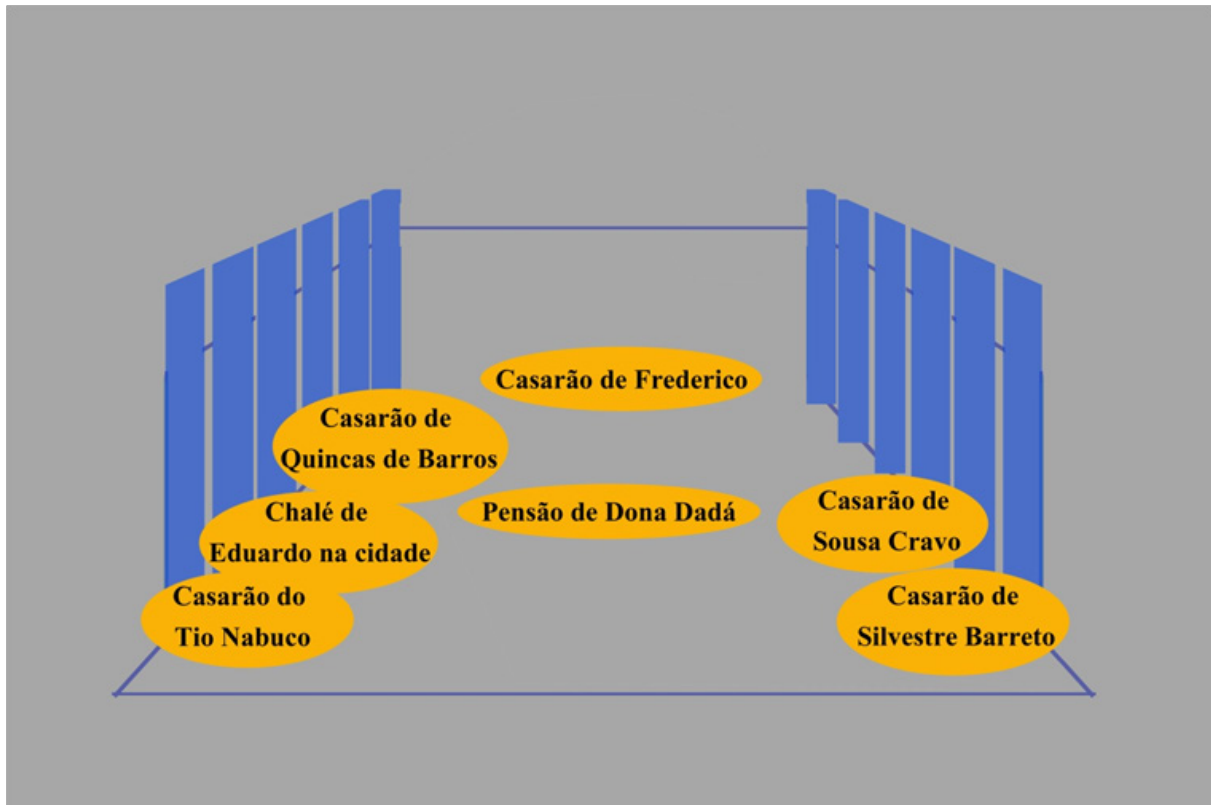 Casarão de Frederico
Casarão de
Quincas de Barros
Pensão de Dona Dadá
Chalé de
Eduardo na cidade
Casarão de
Sousa Cravo
Casarão do
Tio Nabuco
Casarão de
Silvestre Barreto